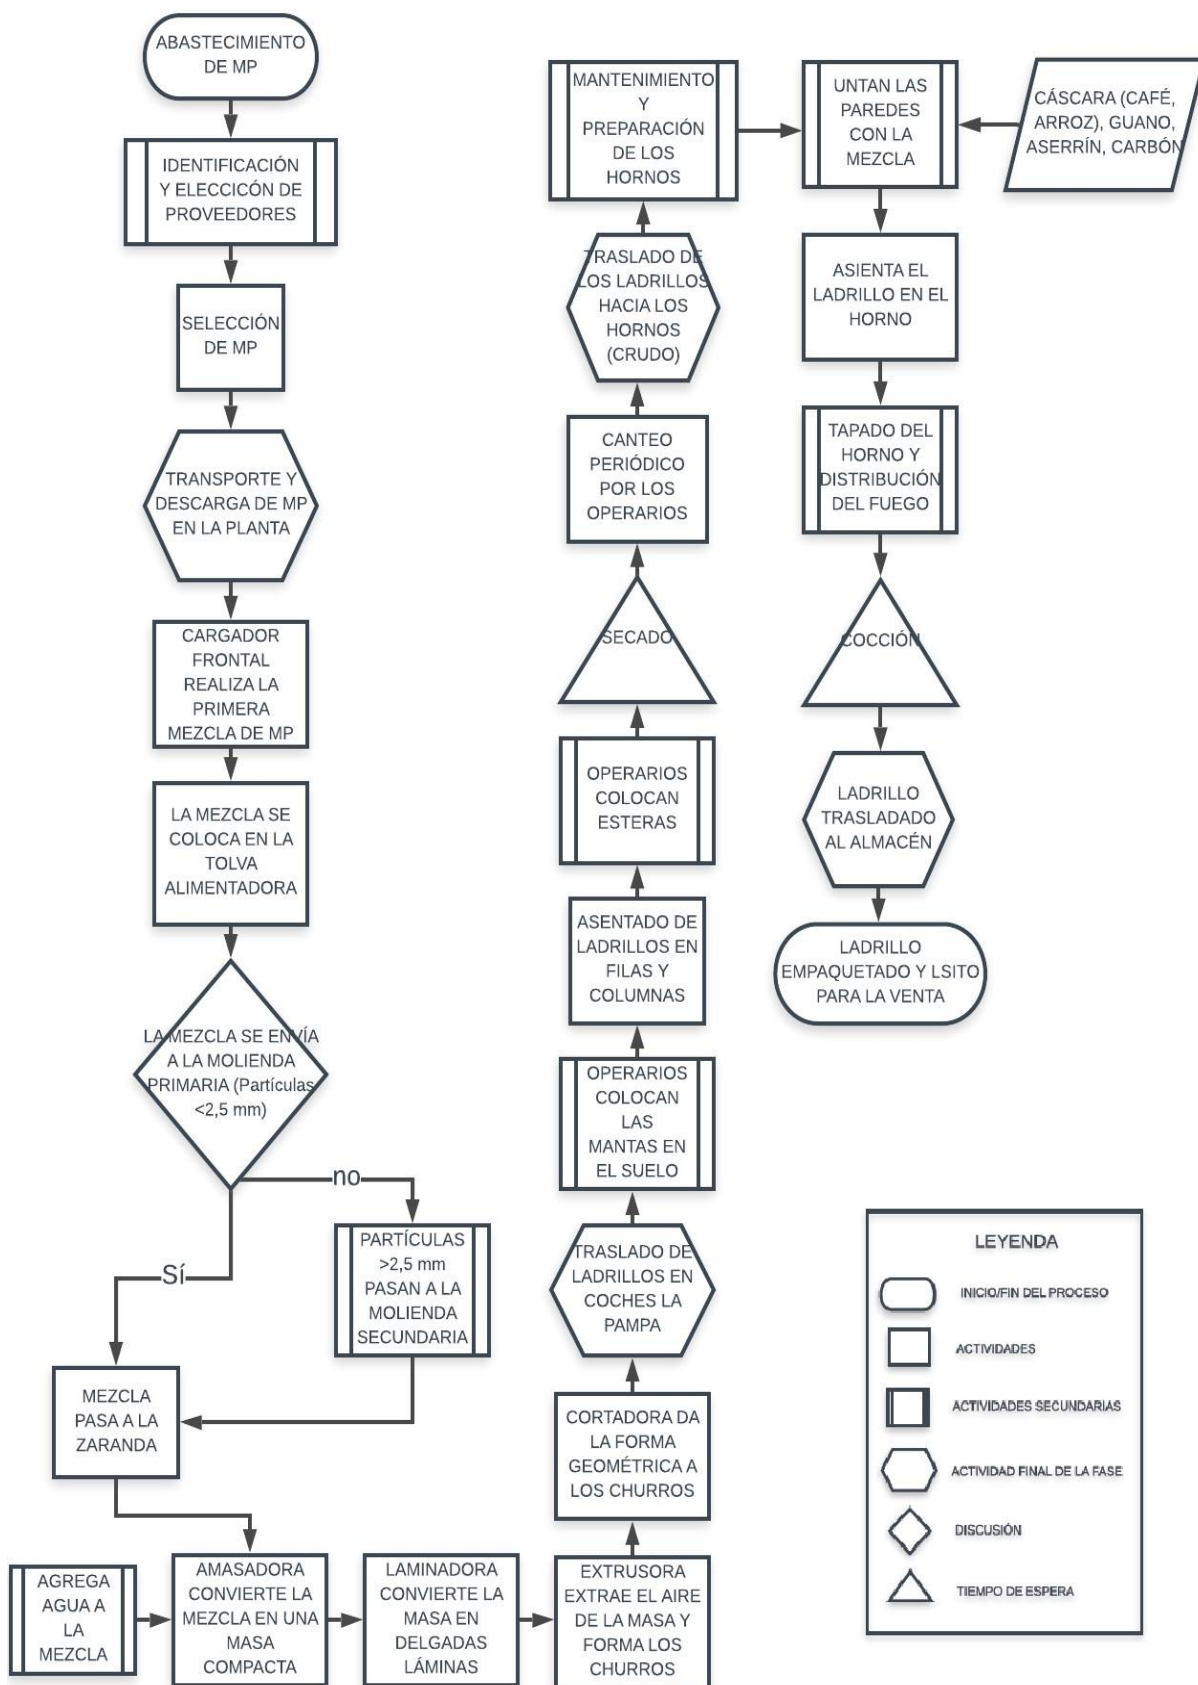 ABASTECIMIENTO
DE MP
IDENTIFICACIÓN
Y ELECCICÓN DE
PROVEEDORES
SELECCIÓN
DE MP
TRANSPORTE Y
DESCARGA DE MP
EN LA PLANTA
CARGADOR
FRONTAL
REALIZA LA
PRIMERA
MEZCLA DE MP
LA MEZCLA SE
COLOCA EN LA
TOLVA
ALIMENTADORA
LA MEZCLA SE ENVÍA
A LA MOLIENDA
PRIMARIA (Partículas
<2,5 mm)
no
Sí
PARTÍCULAS
>2,5 mm
PASAN A LA
MOLIENDA
SECUNDARIA
MEZCLA
PASA A LA
ZARANDA
AGREGA
AGUA A
LA
MEZCLA
AMASADORA
CONVIERTE LA
MEZCLA EN UNA
MASA
COMPACTA
LAMINADORA
CONVIERTE LA
MASA EN
DELGADAS
LÁMINAS
EXTRUSORA
EXTRAE EL AIRE
DE LA MASA Y
FORMA LOS
CHURROS
CORTADORA DA
LA FORMA
GEOMÉTRICA A
LOS CHURROS
TRASLADO DE
LADRILLOS EN
COCHES LA
PAMPA
OPERARIOS
COLOCAN
LAS
MANTAS EN
EL SUELO
ASENTADO DE
LADRILLOS EN
FILAS Y
COLUMNAS
OPERARIOS
COLOCAN
ESTERAS
SECADO
CANTEO
PERIÓDICO
POR LOS
OPERARIOS
TRASLADO DE
LOS LADRILLOS
HACIA LOS
HORNOS
(CRUDO)
MANTENIMIENTO
Y
PREPARACIÓN
DE LOS
HORNOS
UNTAN LAS
PAREDES
CON LA
MEZCLA
CÁSCARA (CAFÉ,
ARROZ), GUANO,
ASERRÍN, CARBÓN
ASIENTA EL
LADRILLO EN EL
HORNO
TAPADO DEL
HORNO Y
DISTRIBUCIÓN
DEL FUEGO
COCCIÓN
LADRILLO
TRASLADADO
AL ALMACÉN
LADRILLO
EMPAQUETADO Y LSITO
PARA LA VENTA
LEYENDA
INICIO/FIN DEL PROCESO
ACTIVIDADES
ACTIVIDADES SECUNDARIAS
ACTIVIDAD FINAL DE LA FASE
DISCUSIÓN
TIEMPO DE ESPERA